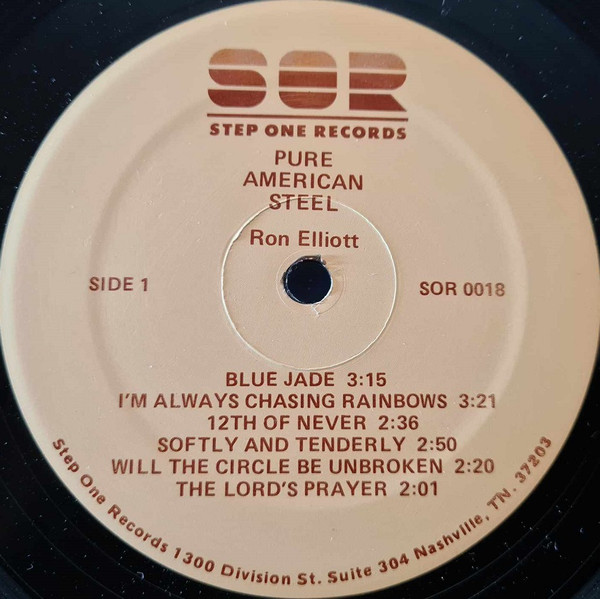 SOR
STEP ONE RECORDS
PURE
AMERICAN
STEEL
Ron Elliott
SIDE 1
SOR 0018
BLUE JADE 3:15
I'M ALWAYS CHASING RAINBOWS 3:21
12TH OF NEVER 2:36
SOFTLY AND TENDERLY 2:50
WILL THE CIRCLE BE UNBROKEN 2:20
THE LORD'S PRAYER 2:01
Step One Records 1300 Division St. Suite 304 Nashville, TN. 37203